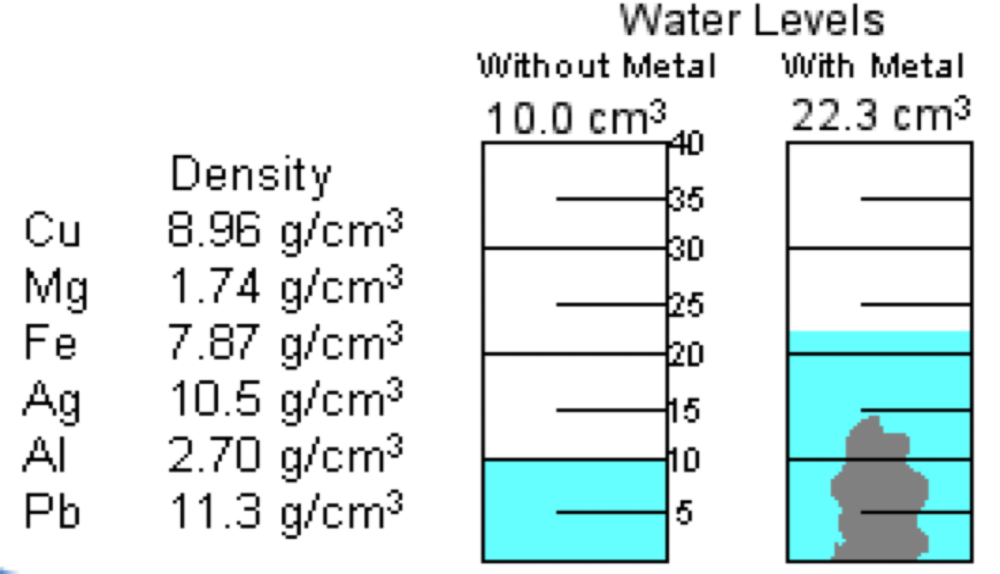 Water Levels
Without Metal With Metal
10.0 cm³ 22.3 cm³
40
35
30
25
20
15
10
5
Density
Cu 8.96 g/cm³
Mg 1.74 g/cm³
Fe 7.87 g/cm³
Ag 10.5 g/cm³
Al 2.70 g/cm³
Pb 11.3 g/cm³